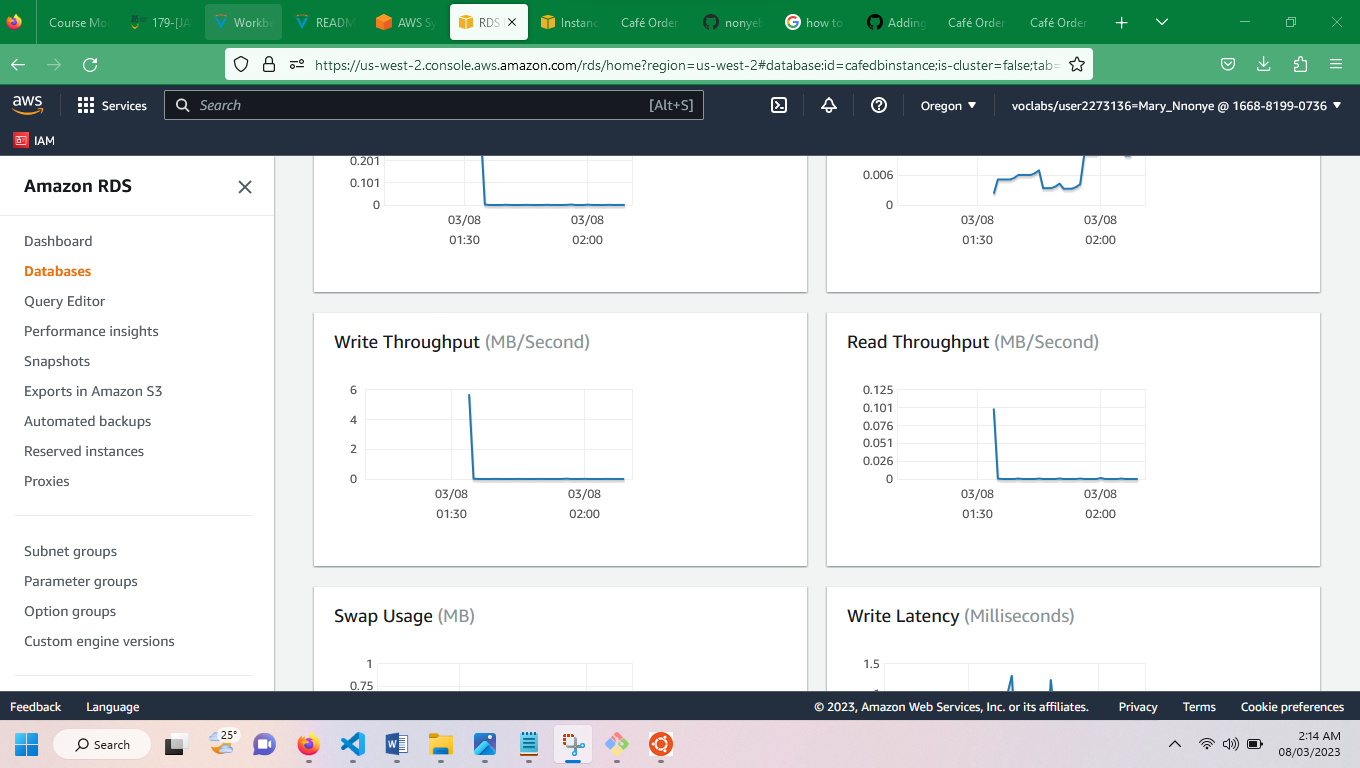 Course Mo
179-[JA
Workbe
READM
AWS Sy
RDS
Instanc
Café Order
nonyeb
how to
Adding
Café Order
Café Order
https://us-west-2.console.aws.amazon.com/rds/home?region=us-west-2#database:id=cafedbinstance;is-cluster=false;tab=
aws
Services
Search
[Alt+S]
Oregon
voclabs/user2273136=Mary_Nnonye @ 1668-8199-0736
IAM
Amazon RDS
Dashboard
Databases
Query Editor
Performance insights
Snapshots
Exports in Amazon S3
Automated backups
Reserved instances
Proxies
Subnet groups
Parameter groups
Option groups
Custom engine versions
0.201
0.101
0
03/08
01:30
03/08
02:00
0.006
0
03/08
01:30
03/08
02:00
Write Throughput (MB/Second)
6
4
2
0
03/08
01:30
03/08
02:00
Read Throughput (MB/Second)
0.125
0.101
0.076
0.051
0.026
0
03/08
01:30
03/08
02:00
Swap Usage (MB)
1
0.75
Write Latency (Milliseconds)
1.5
Feedback
Language
© 2023, Amazon Web Services, Inc. or its affiliates.
Privacy
Terms
Cookie preferences
Search
25°
2:14 AM
08/03/2023